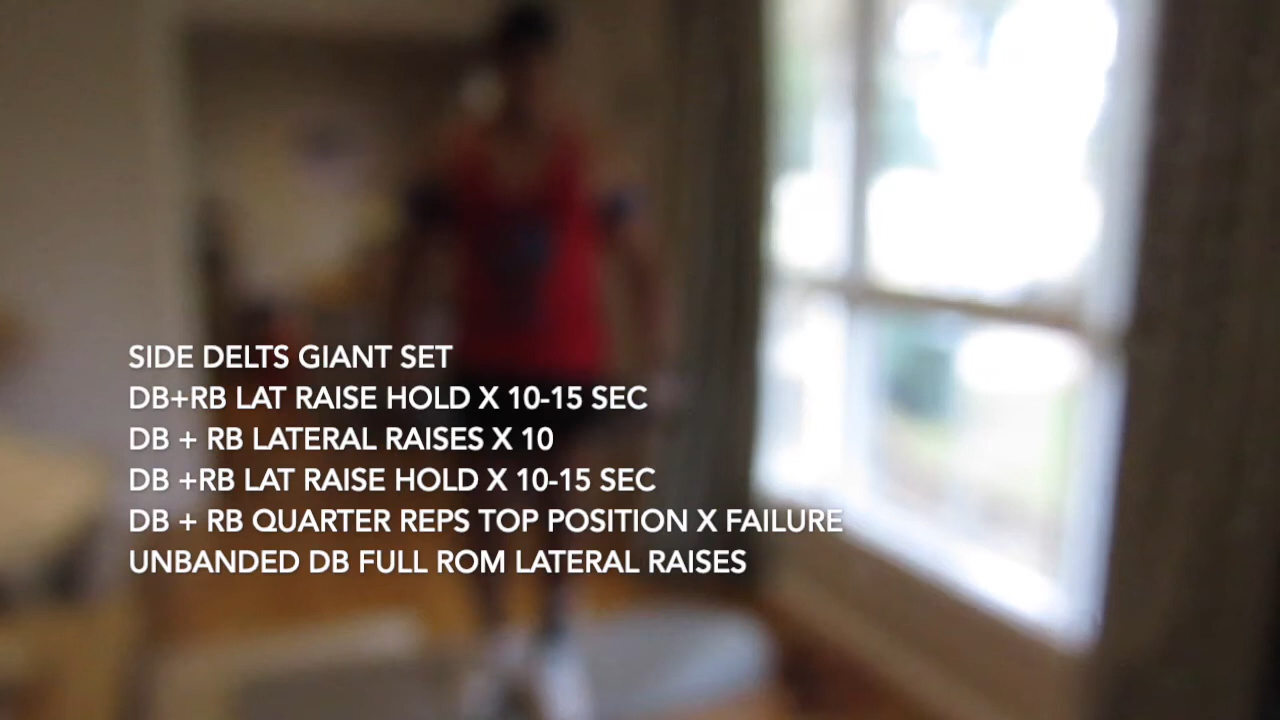 SIDE DELTS GIANT SET
DB+RB LAT RAISE HOLD X 10-15 SEC
DB + RB LATERAL RAISES X 10
DB +RB LAT RAISE HOLD X 10-15 SEC
DB + RB QUARTER REPS TOP POSITION X FAILURE
UNBANDED DB FULL ROM LATERAL RAISES